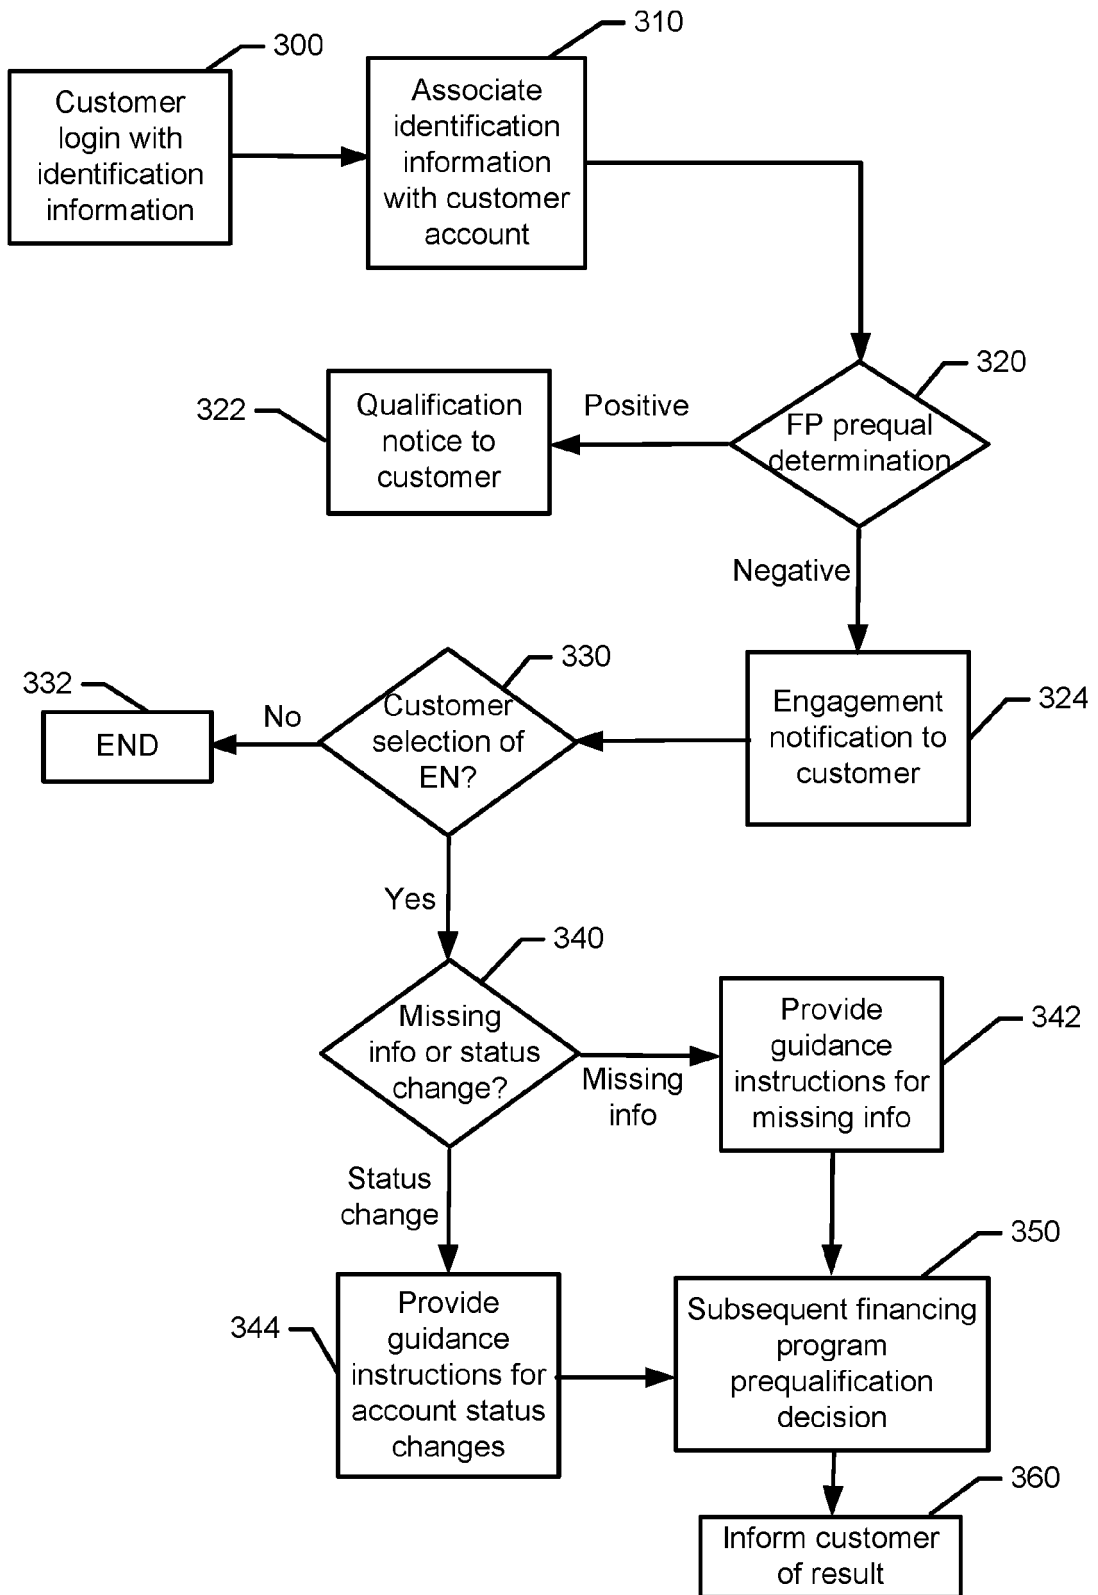 300
Customer
login with
identification
information
310
Associate
identification
information
with customer
account
320
FP prequal
determination
Positive
322
Qualification
notice to
customer
Negative
324
Engagement
notification to
customer
330
Customer
selection of
EN?
No
332
END
Yes
340
Missing
info or status
change?
Missing
info
342
Provide
guidance
instructions for
missing info
Status
change
344
Provide
guidance
instructions for
account status
changes
350
Subsequent financing
program
prequalification
decision
360
Inform customer
of result